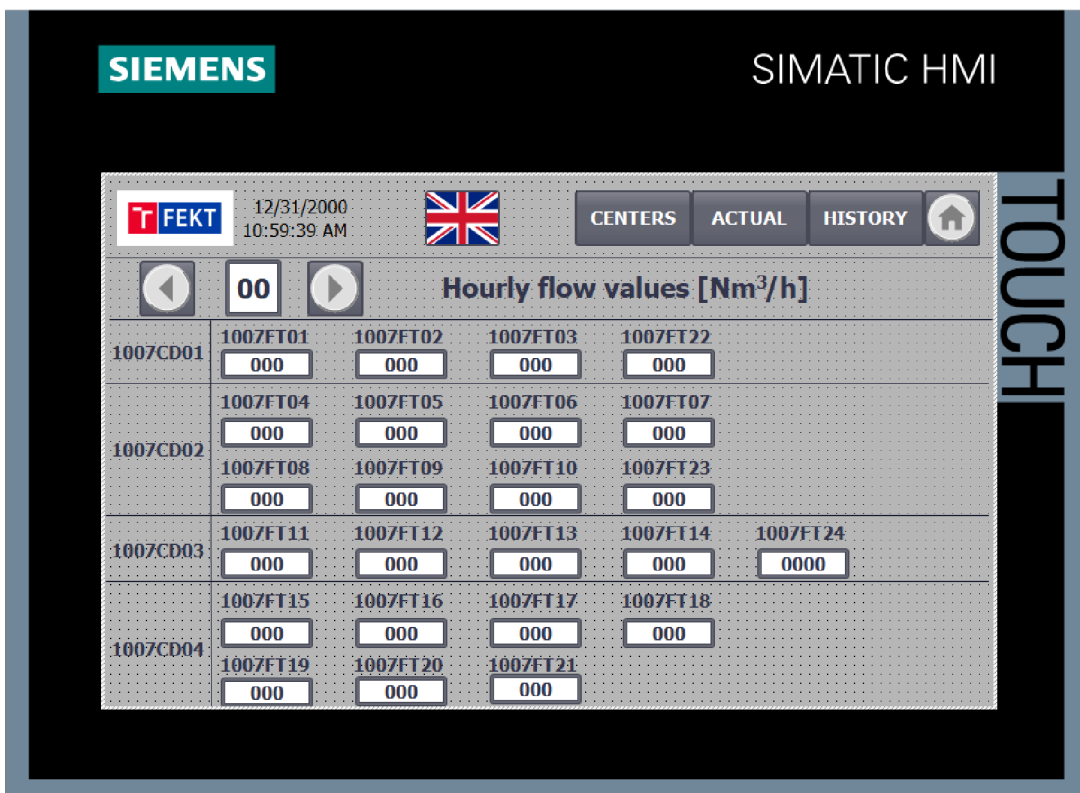 SIEMENS
SIMATIC HMI
TOUCH
T FEKT
12/31/2000
10:59:39 AM
CENTERS ACTUAL HISTORY
00
Hourly flow values [Nm³/h]
1007CD01
1007FT01 1007FT02 1007FT03 1007FT22
000 000 000 000
1007CD02
1007FT04 1007FT05 1007FT06 1007FT07
000 000 000 000
1007FT08 1007FT09 1007FT10 1007FT23
000 000 000 000
1007CD03
1007FT11 1007FT12 1007FT13 1007FT14 1007FT24
000 000 000 000 0000
1007CD04
1007FT15 1007FT16 1007FT17 1007FT18
000 000 000 000
1007FT19 1007FT20 1007FT21
000 000 000